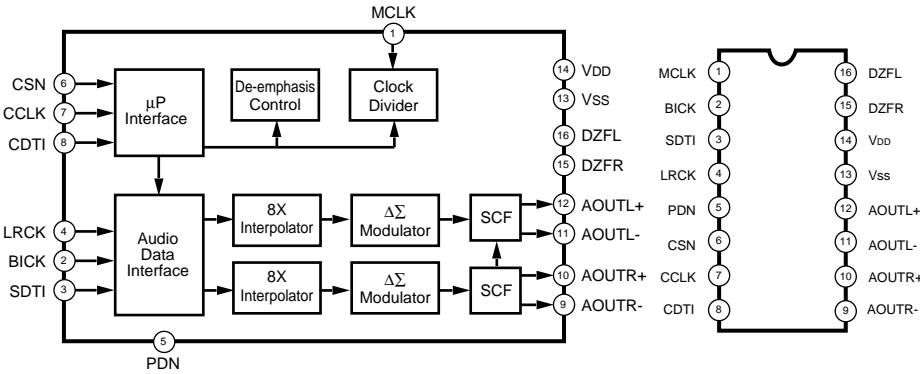 MCLK
1
CSN
6
CCLK
7
CDTI
8
µP
Interface
De-emphasis
Control
Clock
Divider
14
VDD
13
VSS
16
DZFL
15
DZFR
LRCK
4
BICK
2
SDTI
3
Audio
Data
Interface
8X
Interpolator
ΔΣ
Modulator
SCF
12
AOUTL+
11
AOUTL-
8X
Interpolator
ΔΣ
Modulator
SCF
10
AOUTR+
9
AOUTR-
5
PDN
MCLK
1
16
DZFL
BICK
2
15
DZFR
SDTI
3
14
VDD
LRCK
4
13
Vss
PDN
5
12
AOUTL+
CSN
6
11
AOUTL-
CCLK
7
10
AOUTR+
CDTI
8
9
AOUTR-